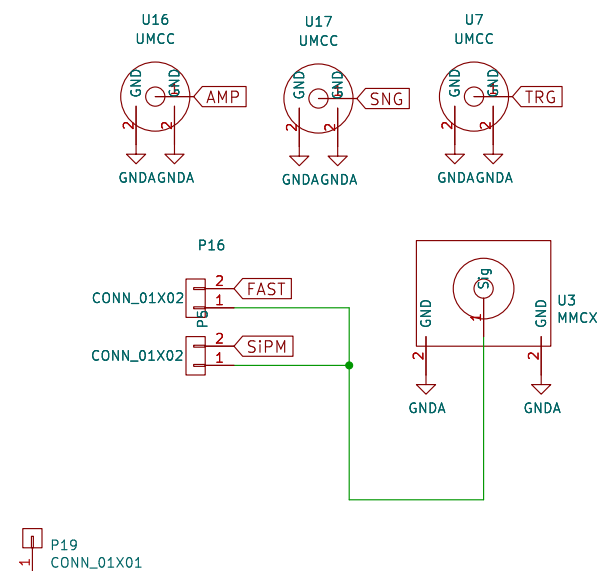 U16
UMCC
GND
GND
AMP
2
2
GNDAGNDA
U17
UMCC
GND
GND
SNG
2
2
GNDAGNDA
U7
UMCC
GND
GND
TRG
2
2
GNDAGNDA
P16
CONN_01X02
2
FAST
1
P5
CONN_01X02
2
SiPM
1
Sig
GND
GND
1
2
2
U3
MMCX
GNDA
GNDA
P19
CONN_01X01
1